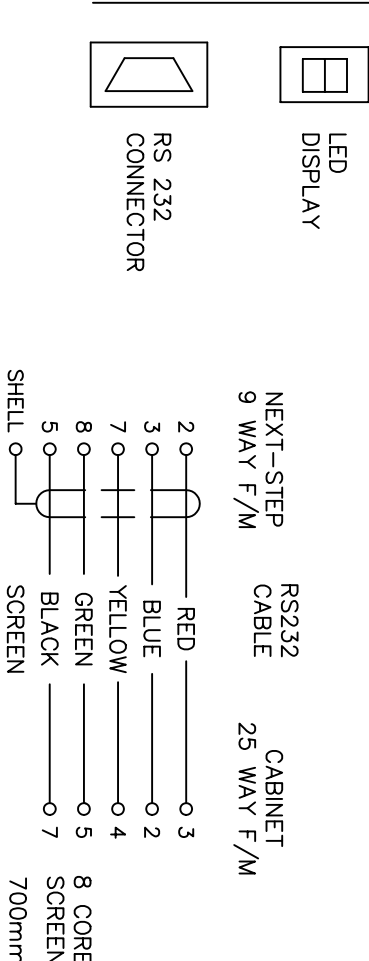 LED
DISPLAY
RS 232
CONNECTOR
NEXT-STEP
9 WAY F/M
RS232
CABLE
CABINET
25 WAY F/M
2 RED 3
3 BLUE 2
7 YELLOW 4
8 GREEN 5
5 BLACK 7
SHELL SCREEN
8 CORE
SCREEN
700mm